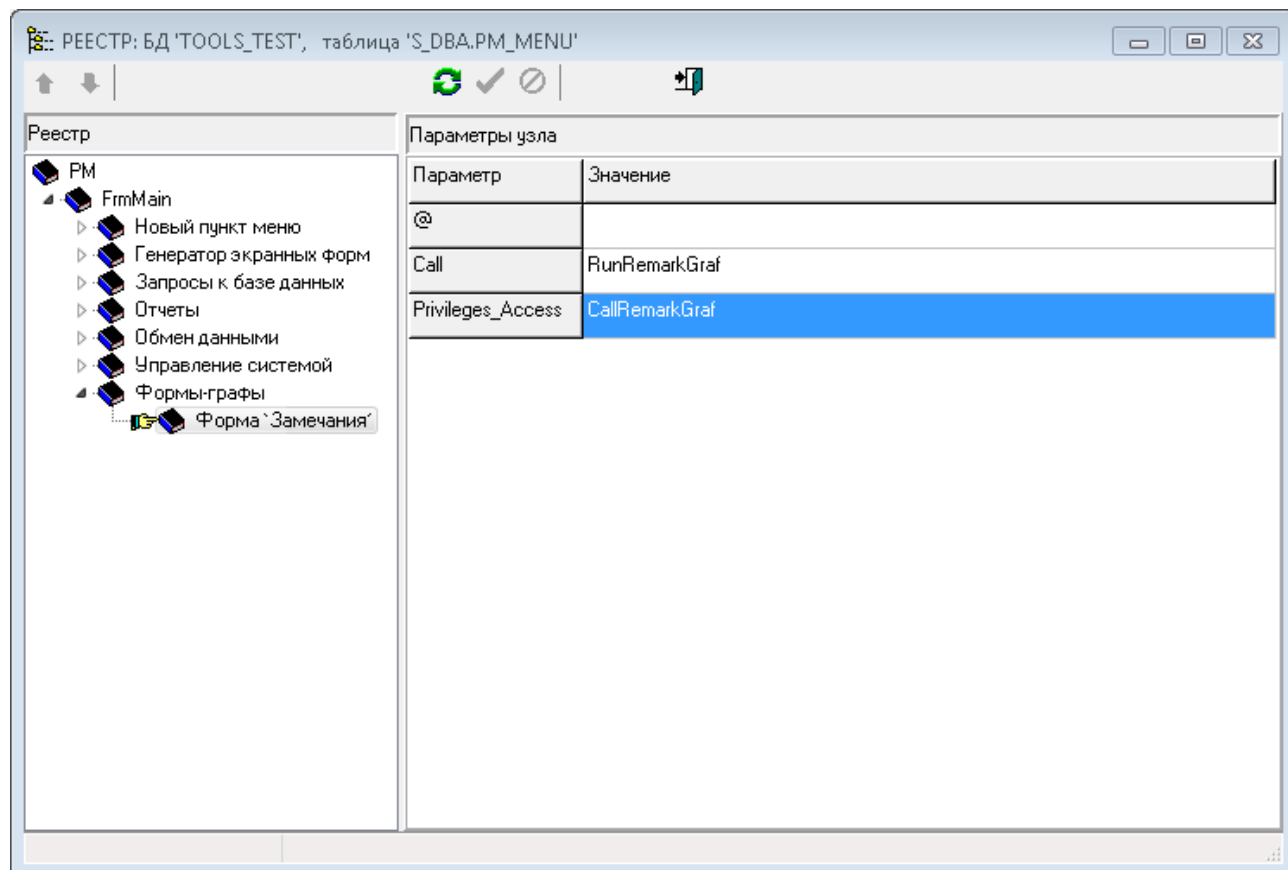 РЕЕСТР: БД 'TOOLS_TEST', таблица 'S_DBA.PM_MENU'
Реестр
Параметры узла
PM
FrmMain
Новый пункт меню
Генератор экранных форм
Запросы к базе данных
Отчеты
Обмен данными
Управление системой
Формы-графы
Форма `Замечания`
Параметр Значение
@
Call RunRemarkGraf
Privileges_Access CallRemarkGraf